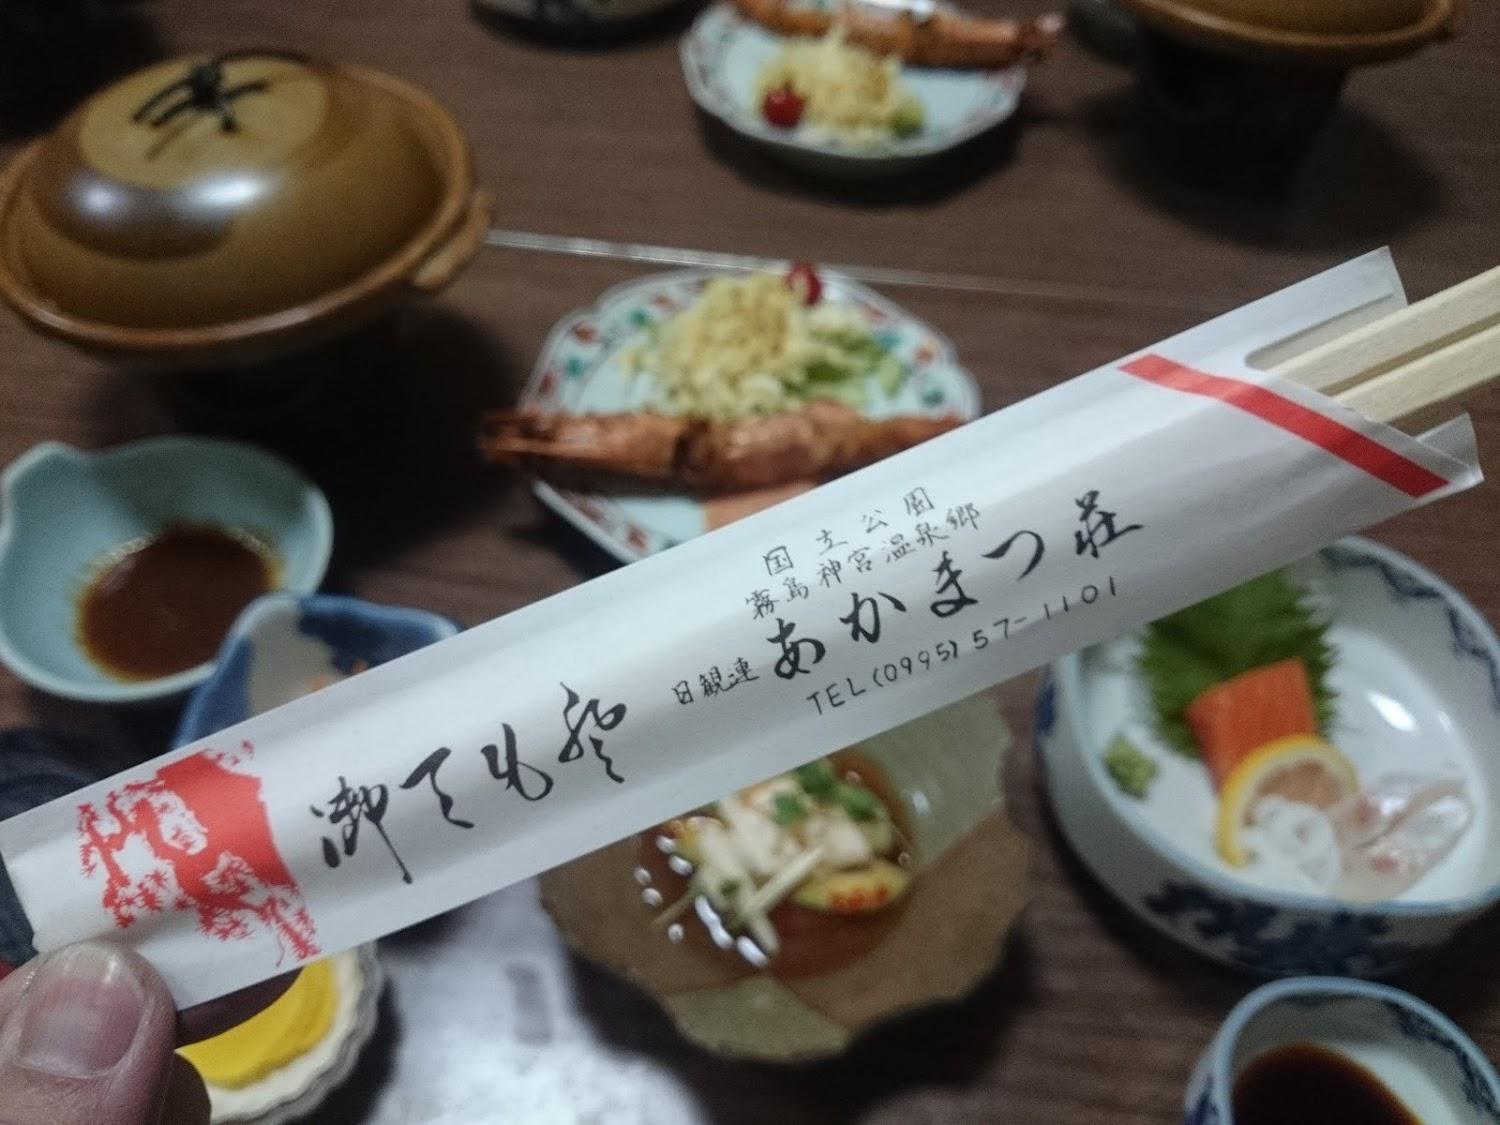 御てもと
国立公園
霧島神宮温泉郷
日観連 あかまつ荘
TEL (0995) 57-1101